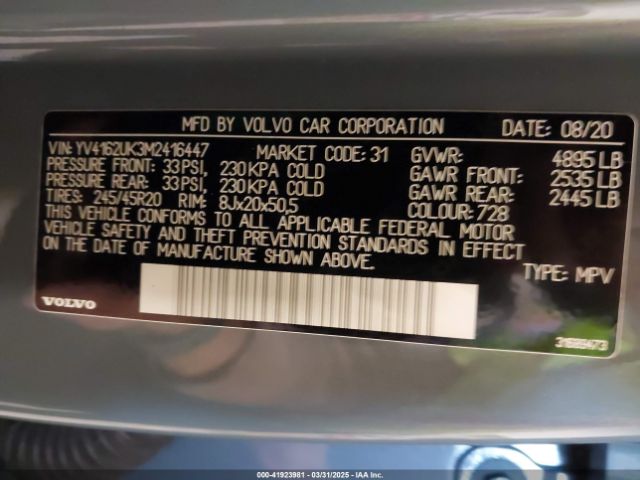 MFD BY VOLVO CAR CORPORATION DATE: 08/20
VIN: YV4162UK3M2416447 MARKET CODE: 31 GVWR: 4895 LB
PRESSURE FRONT: 33 PSI, 230 KPA COLD GAWR FRONT: 2535 LB
PRESSURE REAR: 33 PSI, 230 KPA COLD GAWR REAR: 2445 LB
TIRES: 245/45R20 RIM: 8Jx20x50,5 COLOUR: 728
THIS VEHICLE CONFORMS TO ALL APPLICABLE FEDERAL MOTOR
VEHICLE SAFETY AND THEFT PREVENTION STANDARDS IN EFFECT
ON THE DATE OF MANUFACTURE SHOWN ABOVE.
TYPE: MPV
VOLVO
000-41923981 - 03/31/2025 - IAA Inc.